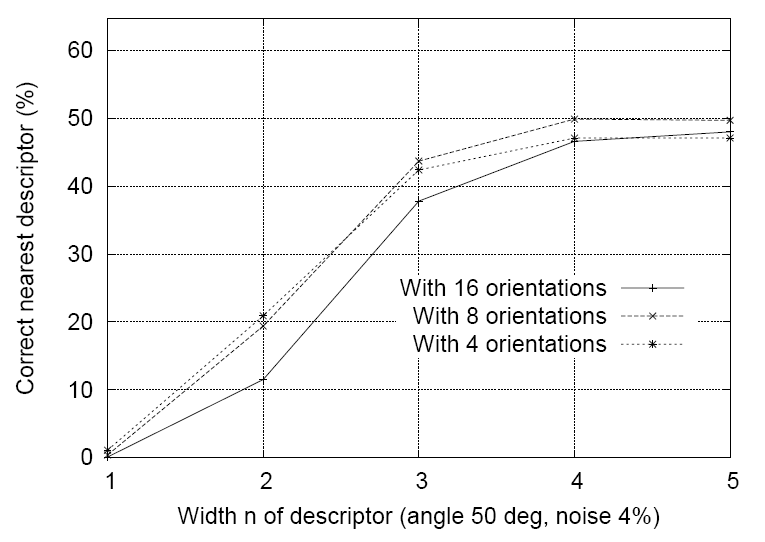 60
50
40
30
20
10
0
Correct nearest descriptor (%)
With 16 orientations
With 8 orientations
With 4 orientations
1 2 3 4 5
Width n of descriptor (angle 50 deg, noise 4%)